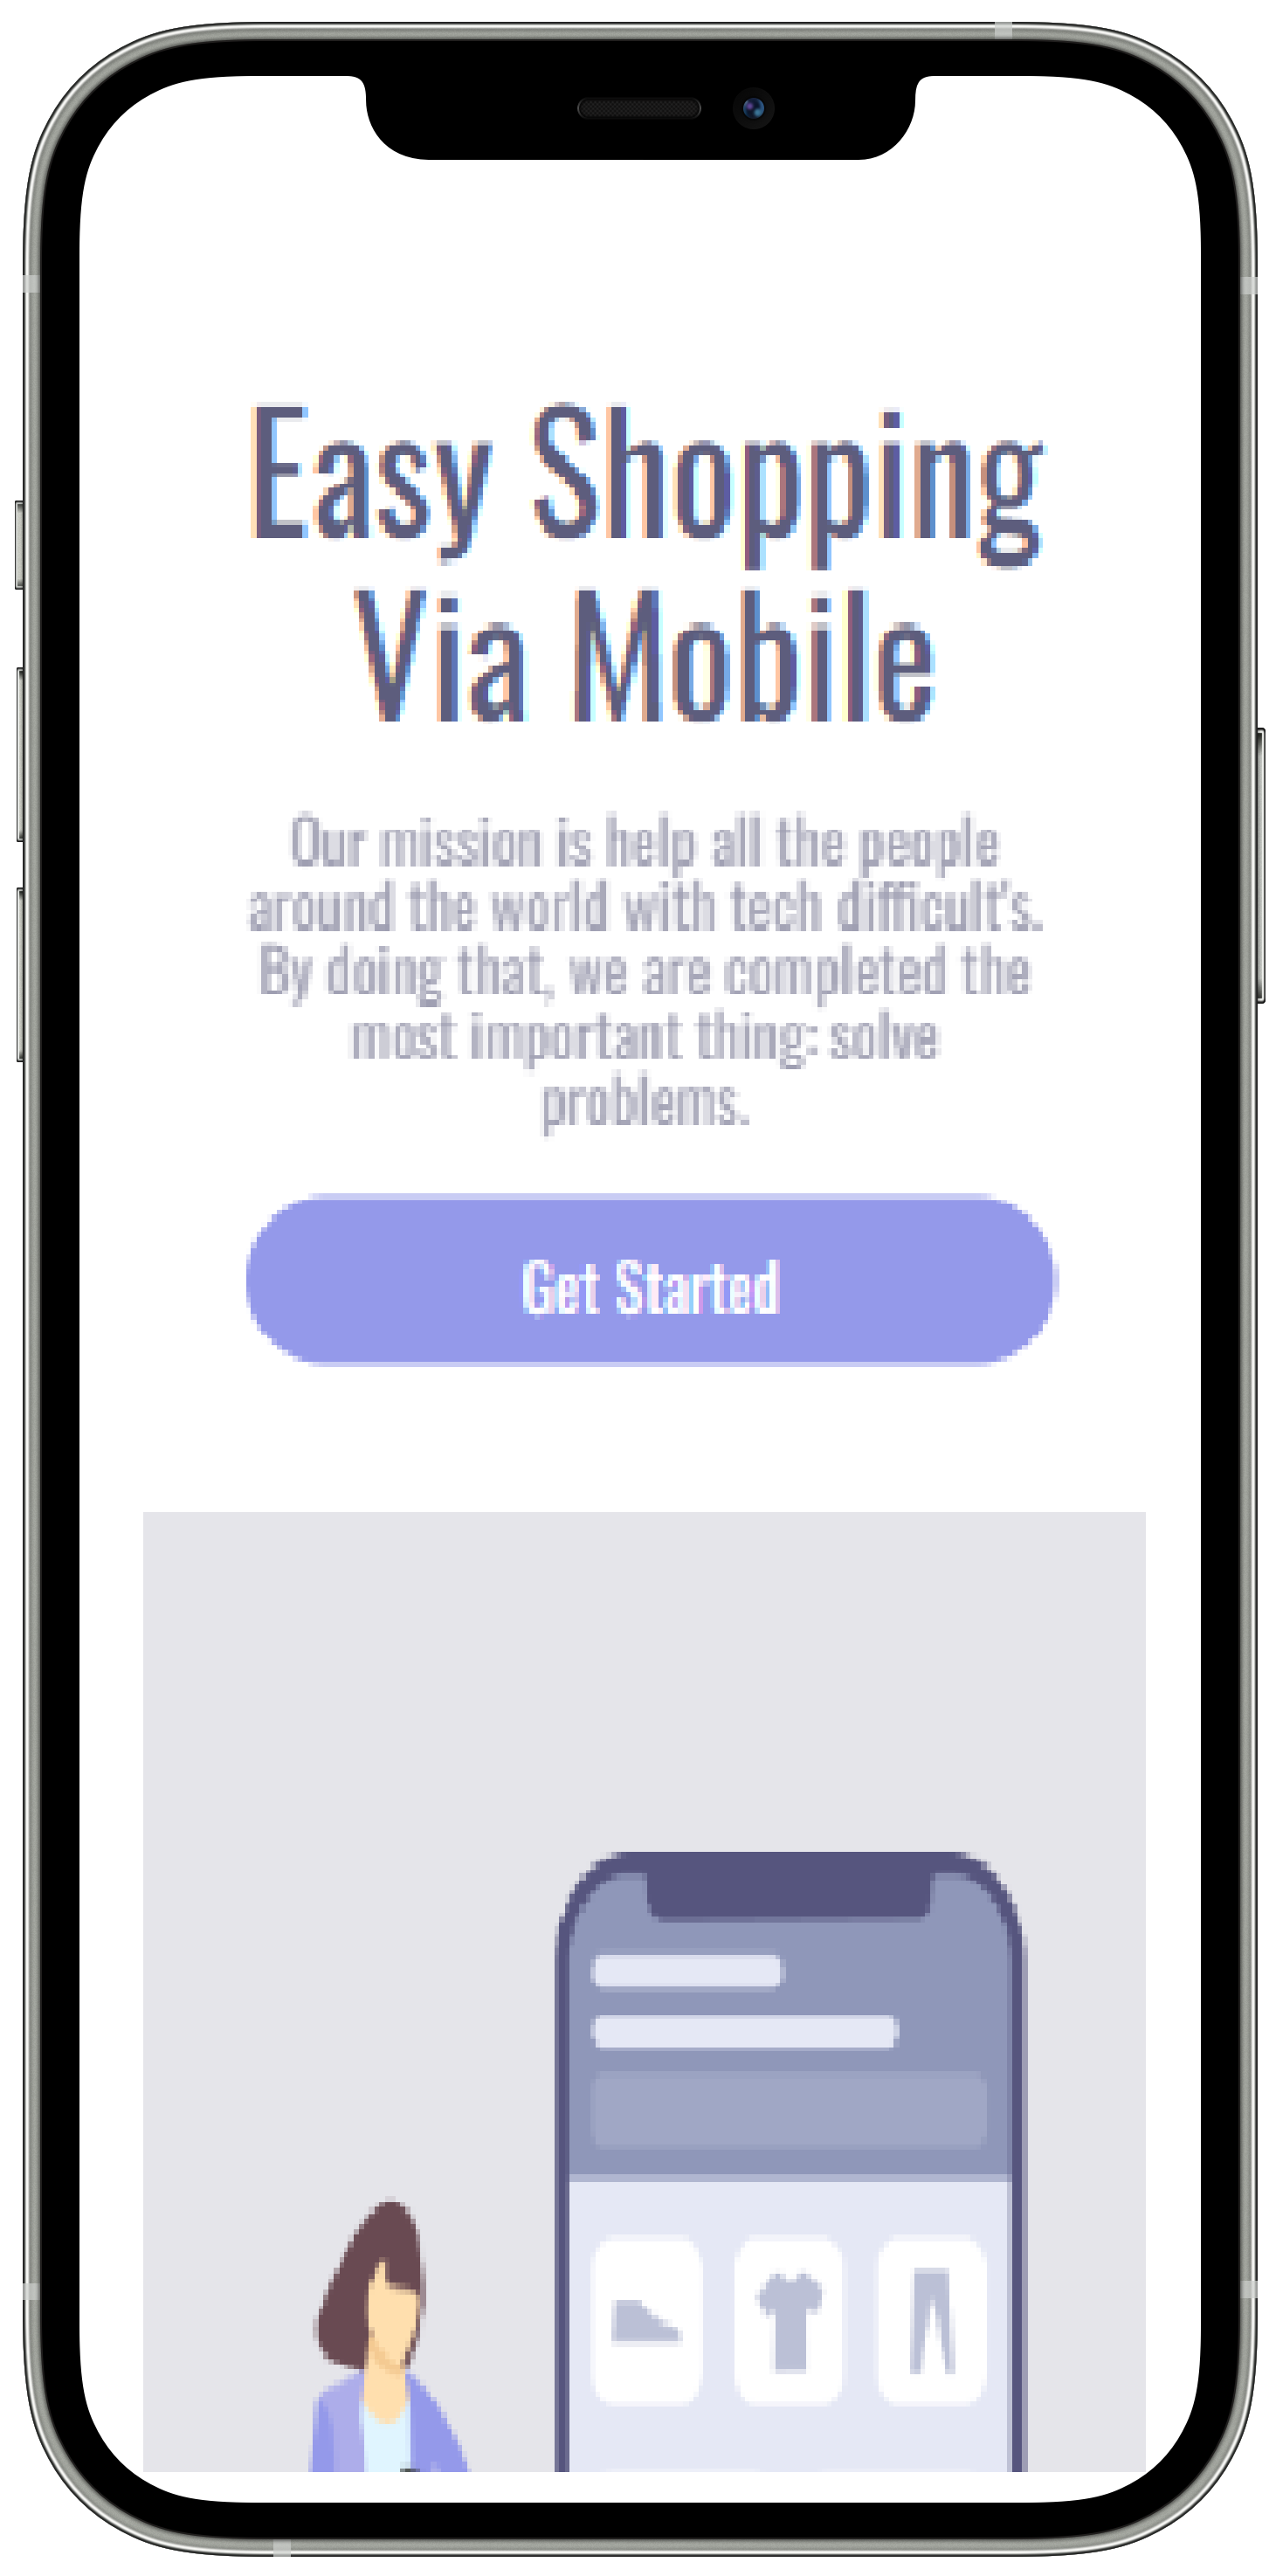 Easy Shopping
Via Mobile
Our mission is help all the people
around the world with tech difficult's.
By doing that, we are completed the
most important thing: solve
problems.
Get Started